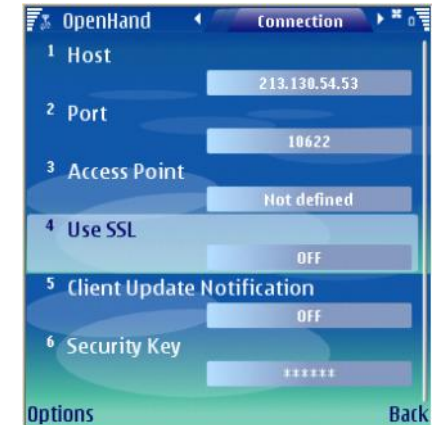 OpenHand Connection
1 Host
213.130.54.53
2 Port
10622
3 Access Point
Not defined
4 Use SSL
OFF
5 Client Update Notification
OFF
6 Security Key
******
Options Back